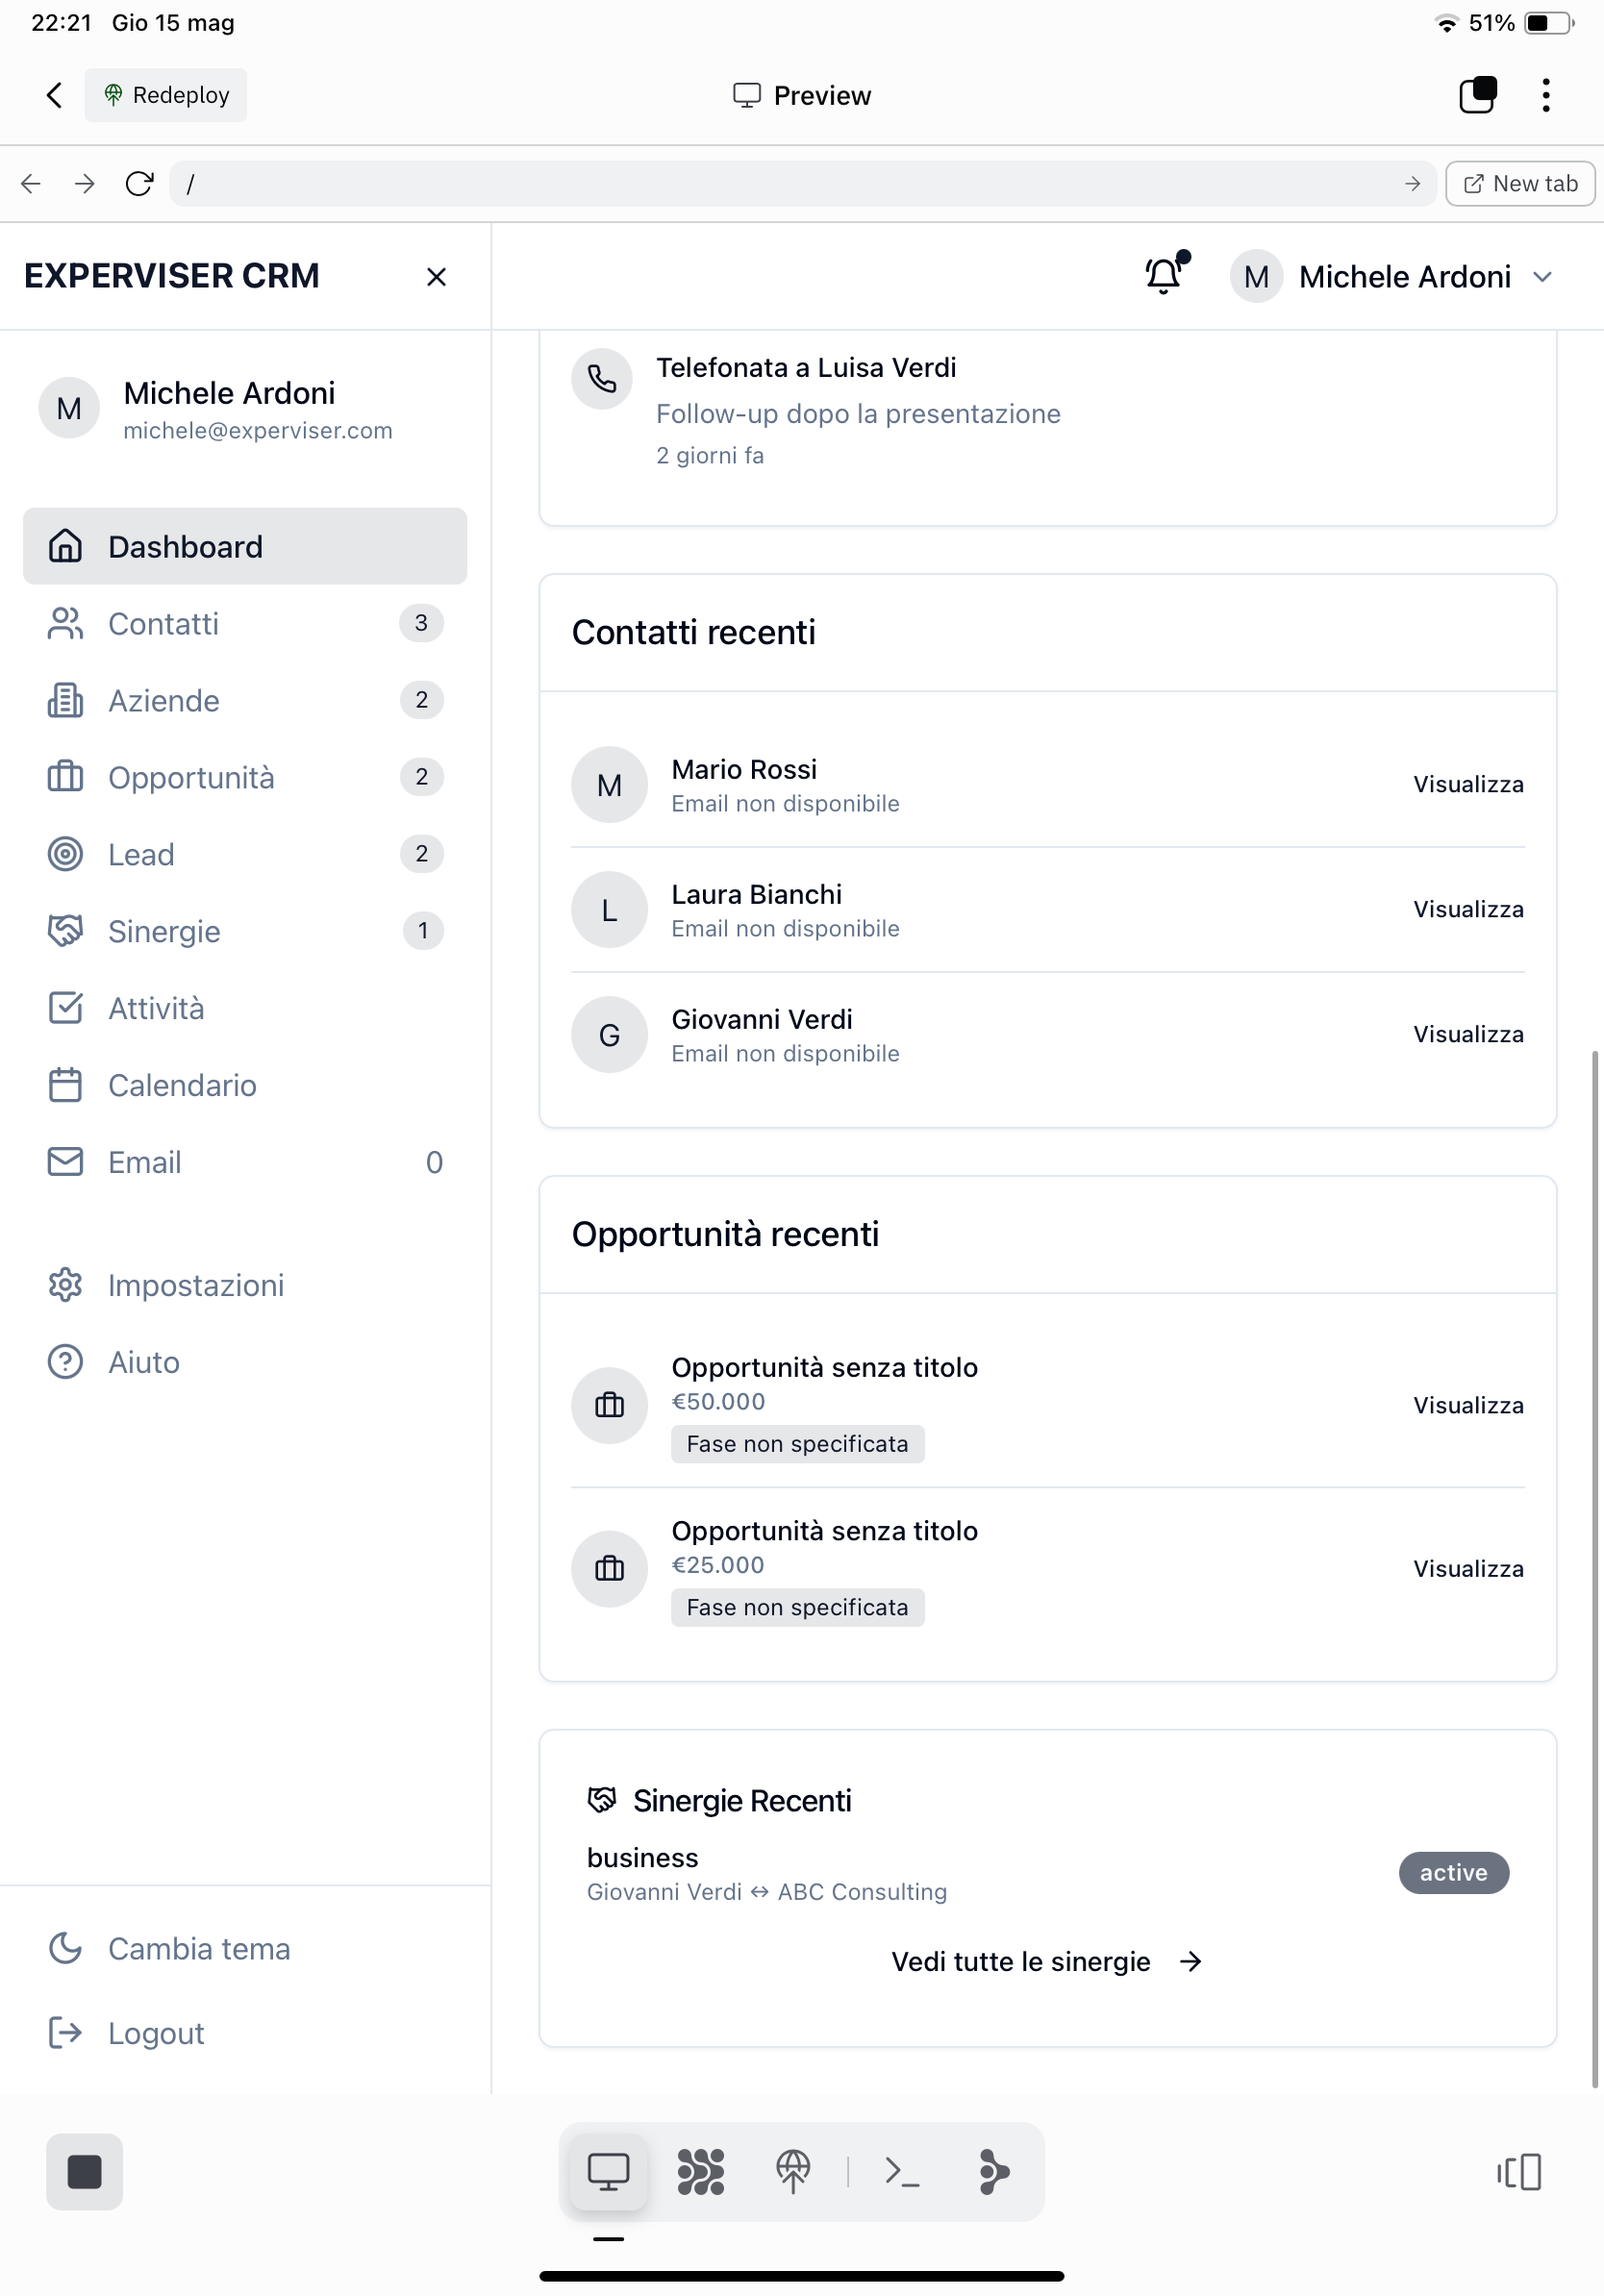 22:21 Gio 15 mag
51%
Redeploy
Preview
/
New tab
EXPERVISER CRM
M Michele Ardoni
M
Michele Ardoni
michele@experviser.com
Dashboard
Contatti 3
Aziende 2
Opportunità 2
Lead 2
Sinergie 1
Attività
Calendario
Email 0
Impostazioni
Aiuto
Cambia tema
Logout
Telefonata a Luisa Verdi
Follow-up dopo la presentazione
2 giorni fa
Contatti recenti
M
Mario Rossi
Email non disponibile
Visualizza
L
Laura Bianchi
Email non disponibile
Visualizza
G
Giovanni Verdi
Email non disponibile
Visualizza
Opportunità recenti
Opportunità senza titolo
€50.000
Fase non specificata
Visualizza
Opportunità senza titolo
€25.000
Fase non specificata
Visualizza
Sinergie Recenti
business
Giovanni Verdi ↔ ABC Consulting
active
Vedi tutte le sinergie →